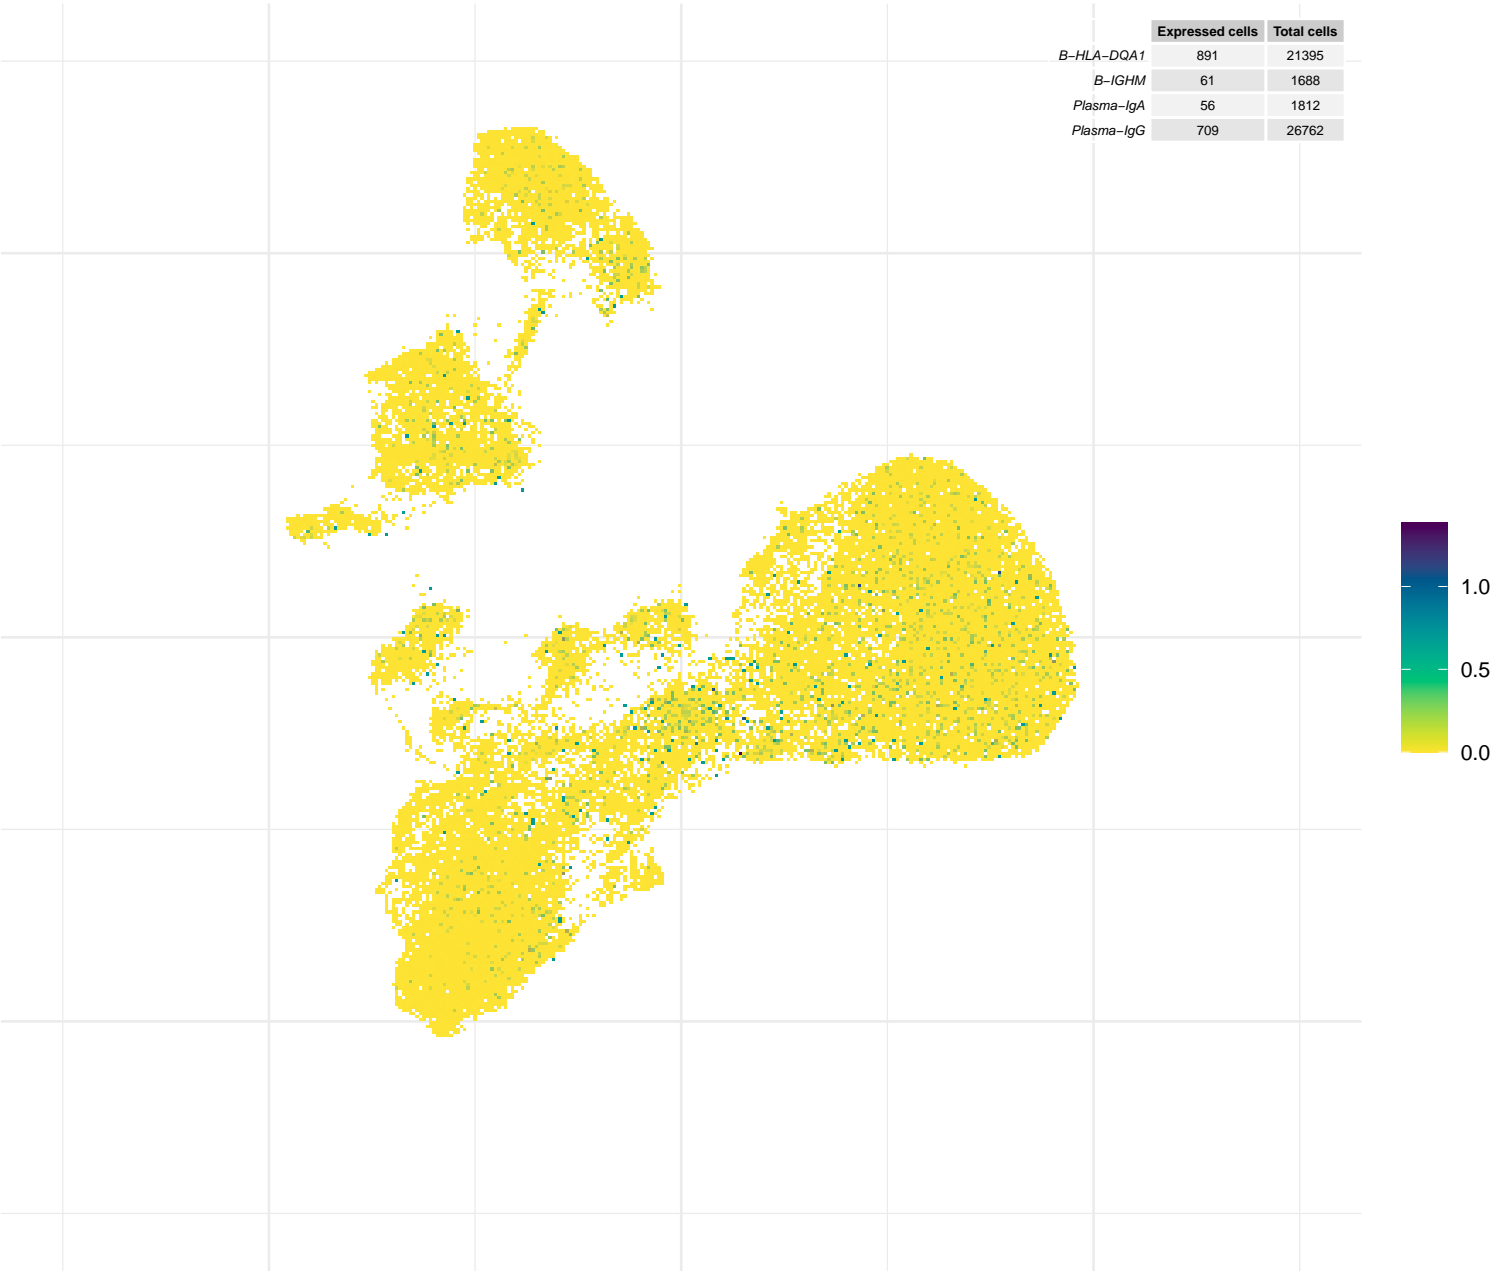 Expressed cells Total cells
B−HLA−DQA1 891 21395
B−IGHM 61 1688
Plasma−IgA 56 1812
Plasma−IgG 709 26762
1.0
0.5
0.0